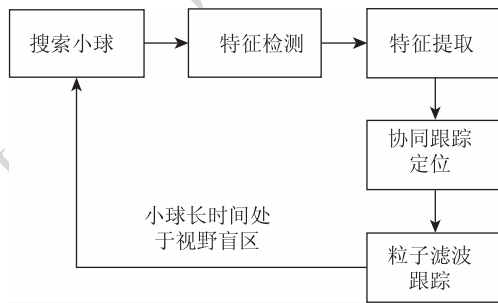 搜索小球
特征检测
特征提取
协同跟踪
定位
小球长时间处
于视野盲区
粒子滤波
跟踪